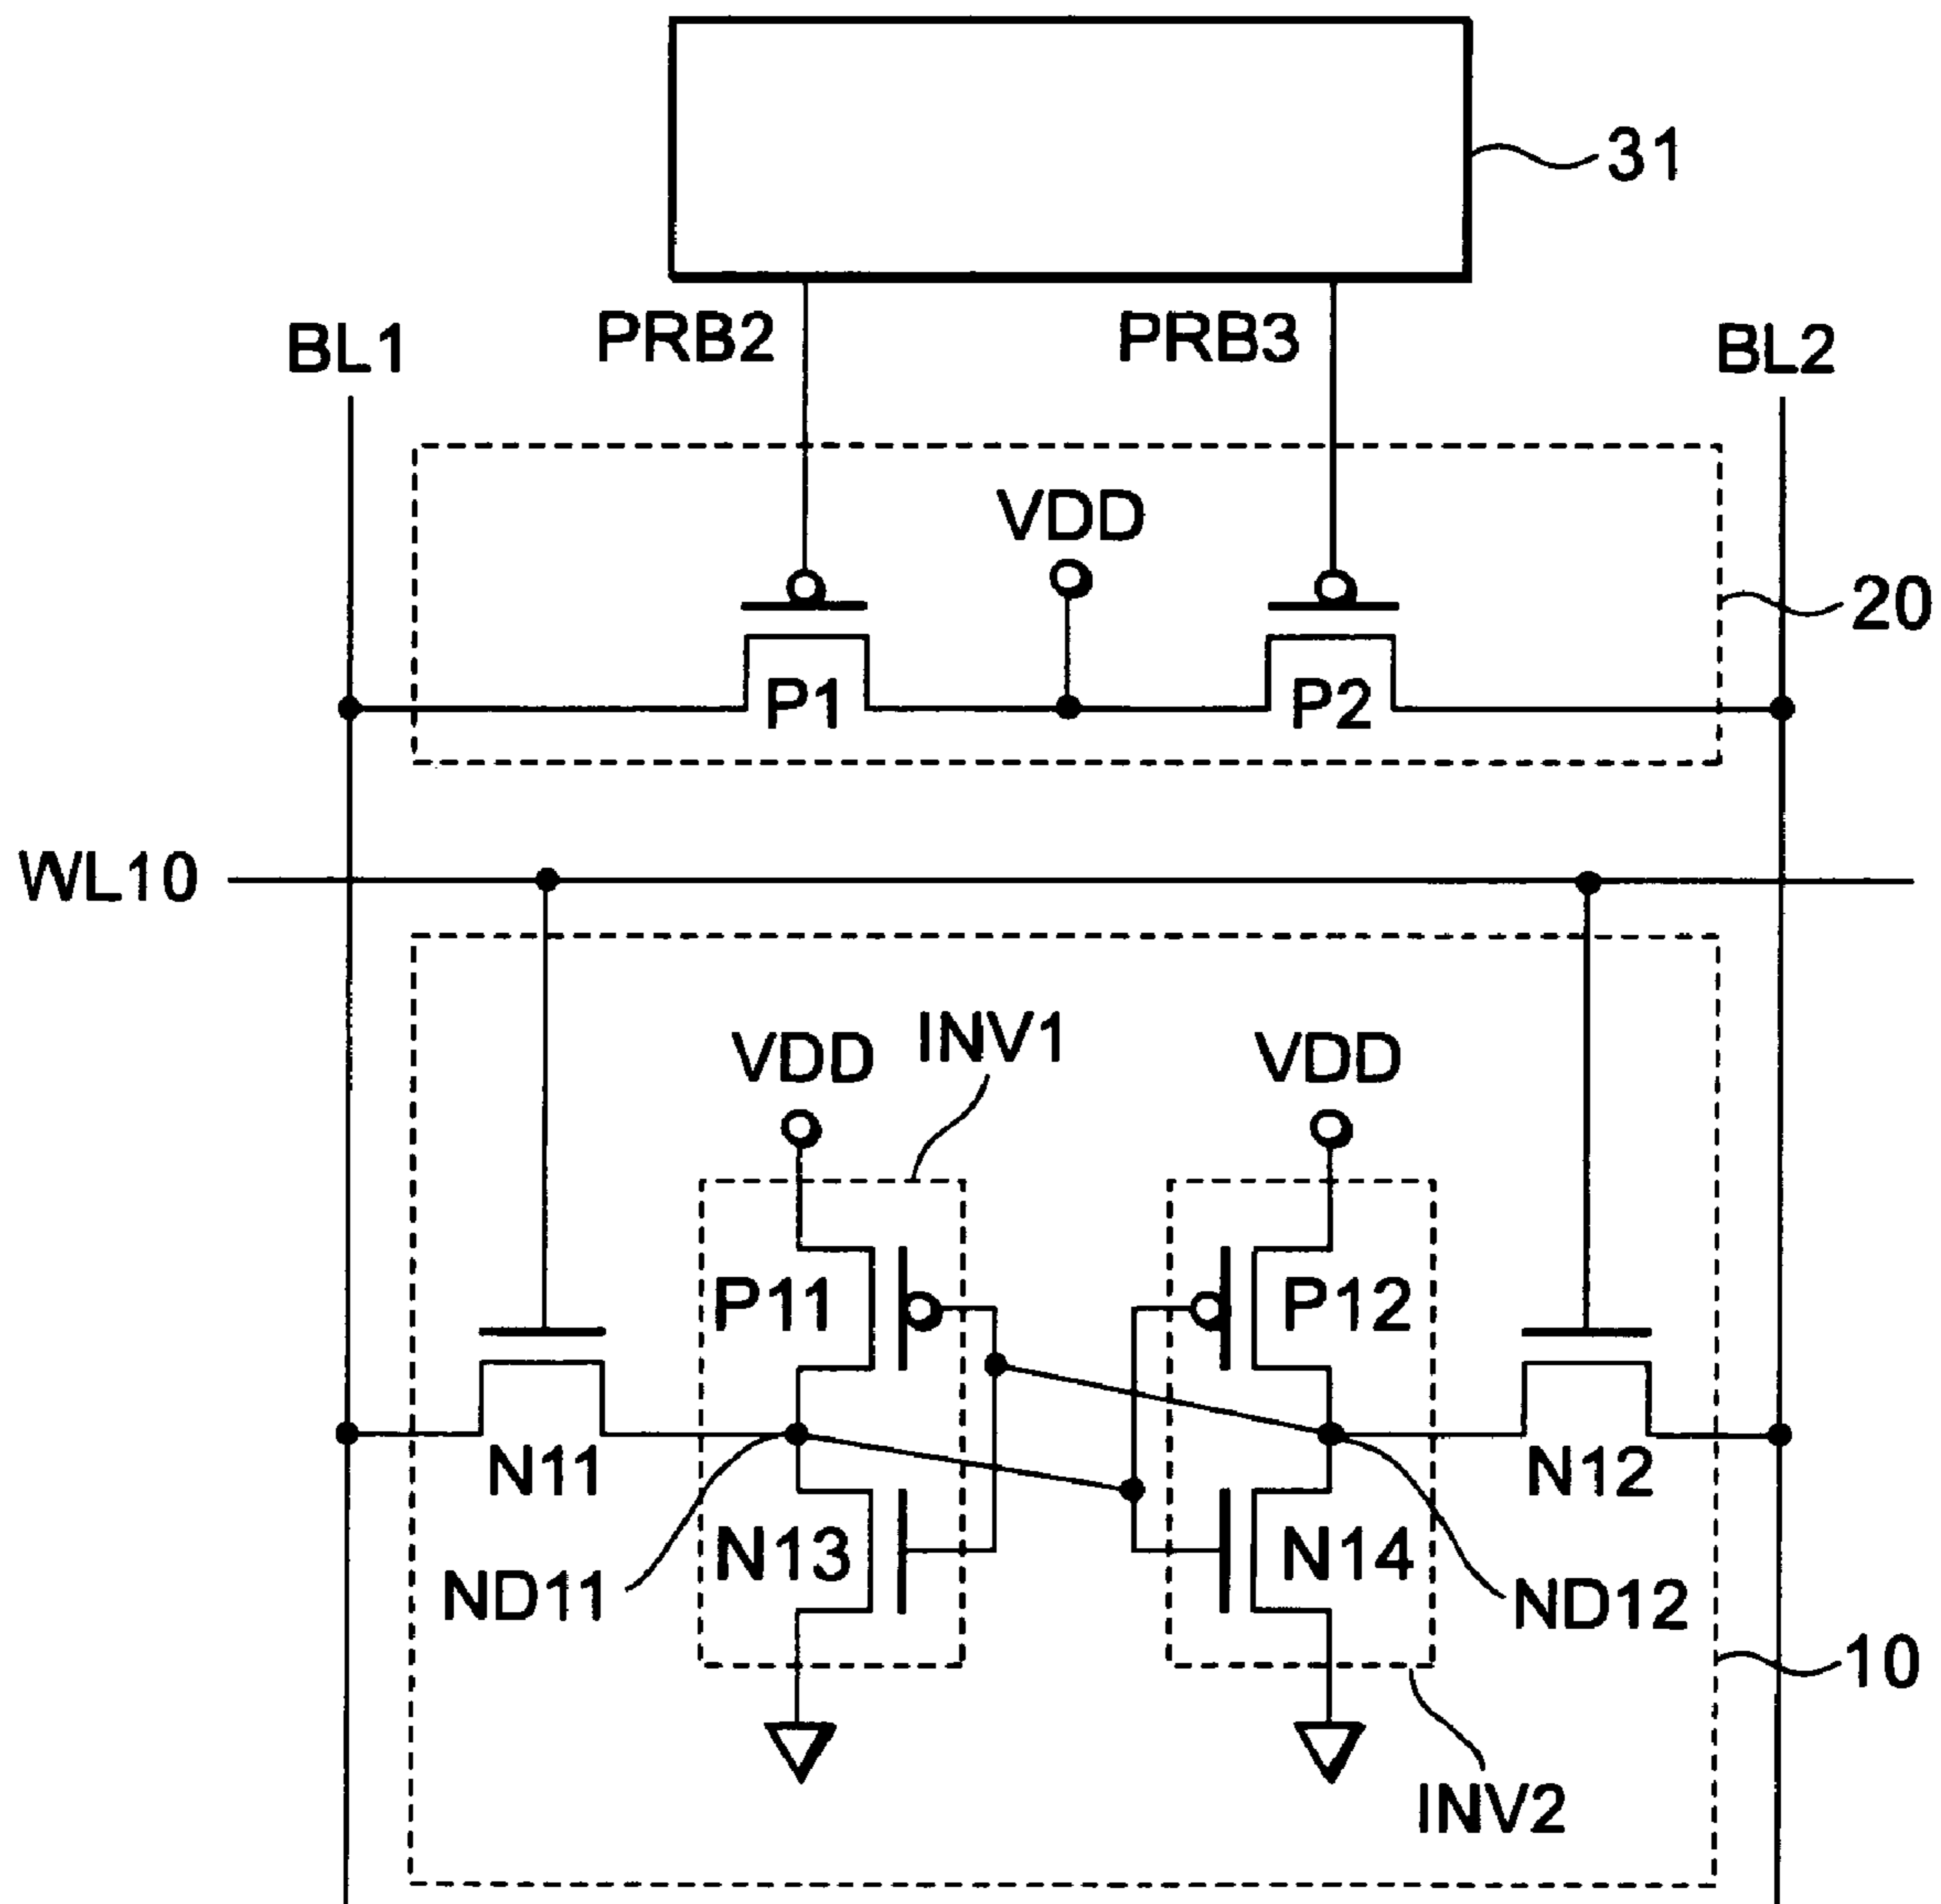 31
BL1
PRB2
PRB3
BL2
VDD
20
P1
P2
WL10
INV1
VDD
VDD
P11
P12
N11
N12
N13
N14
ND11
ND12
10
INV2